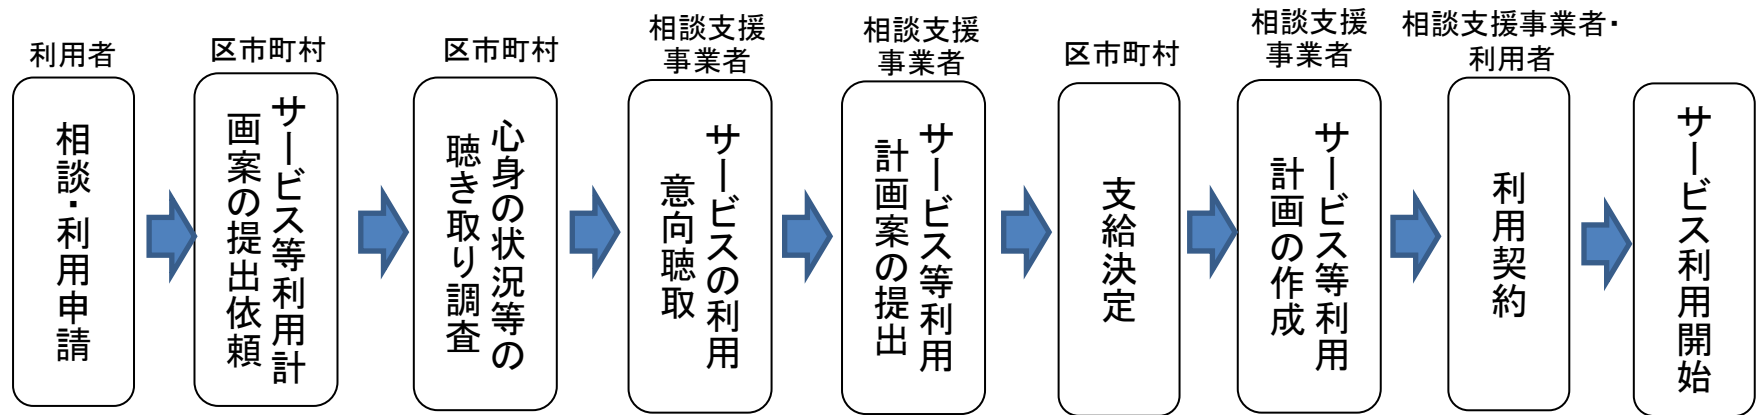 利用者
相談・利用申請
区市町村
サービス等利用計
画案の提出依頼
区市町村
心身の状況等の
聴き取り調査
相談支援
事業者
サービスの利用
意向聴取
相談支援
事業者
サービス等利用
計画案の提出
区市町村
支給決定
相談支援
事業者
サービス等利用
計画の作成
相談支援事業者・
利用者
利用契約
サービス利用開始